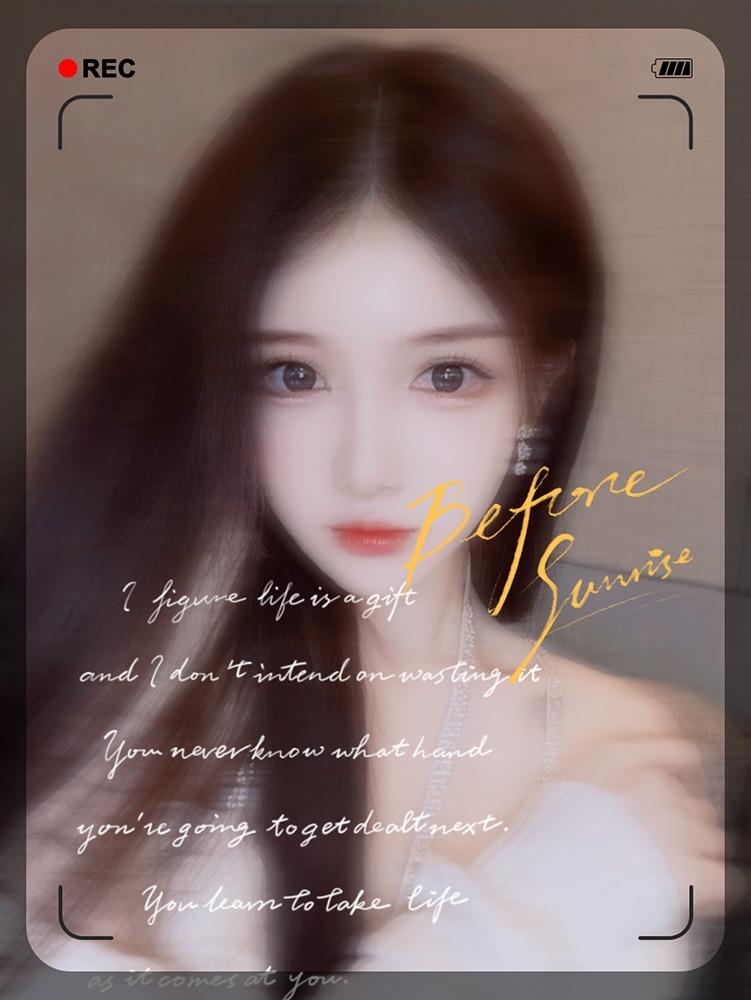 REC
Before
Sunrise
I figure life is a gift
and I don't intend on wasting it
You never know what hand
you're going to get dealt next.
You learn to take life
as it comes at you.